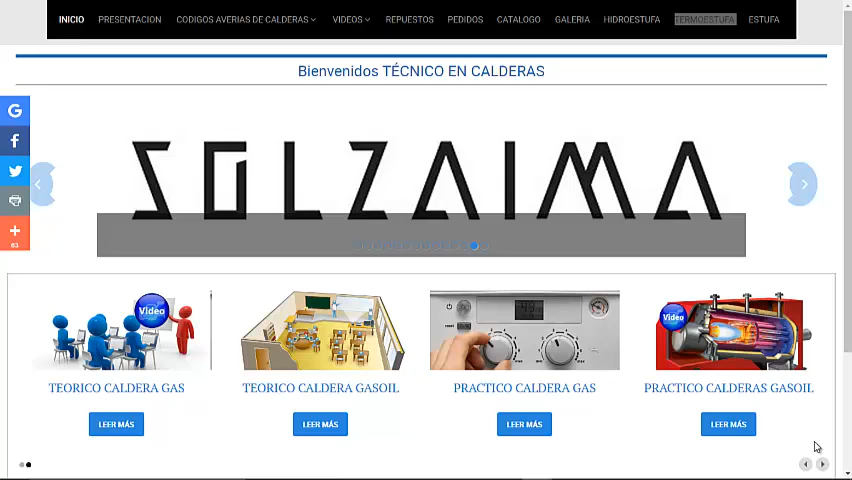 INICIO PRESENTACION CODIGOS AVERIAS DE CALDERAS VIDEOS REPUESTOS PEDIDOS CATALOGO GALERIA HIDROESTUFA TERMOESTUFA ESTUFA
Bienvenidos TÉCNICO EN CALDERAS
SOLZAIMA
63
Video
Video
TEORICO CALDERA GAS
TEORICO CALDERA GASOIL
PRACTICO CALDERA GAS
PRACTICO CALDERAS GASOIL
LEER MÁS
LEER MÁS
LEER MÁS
LEER MÁS